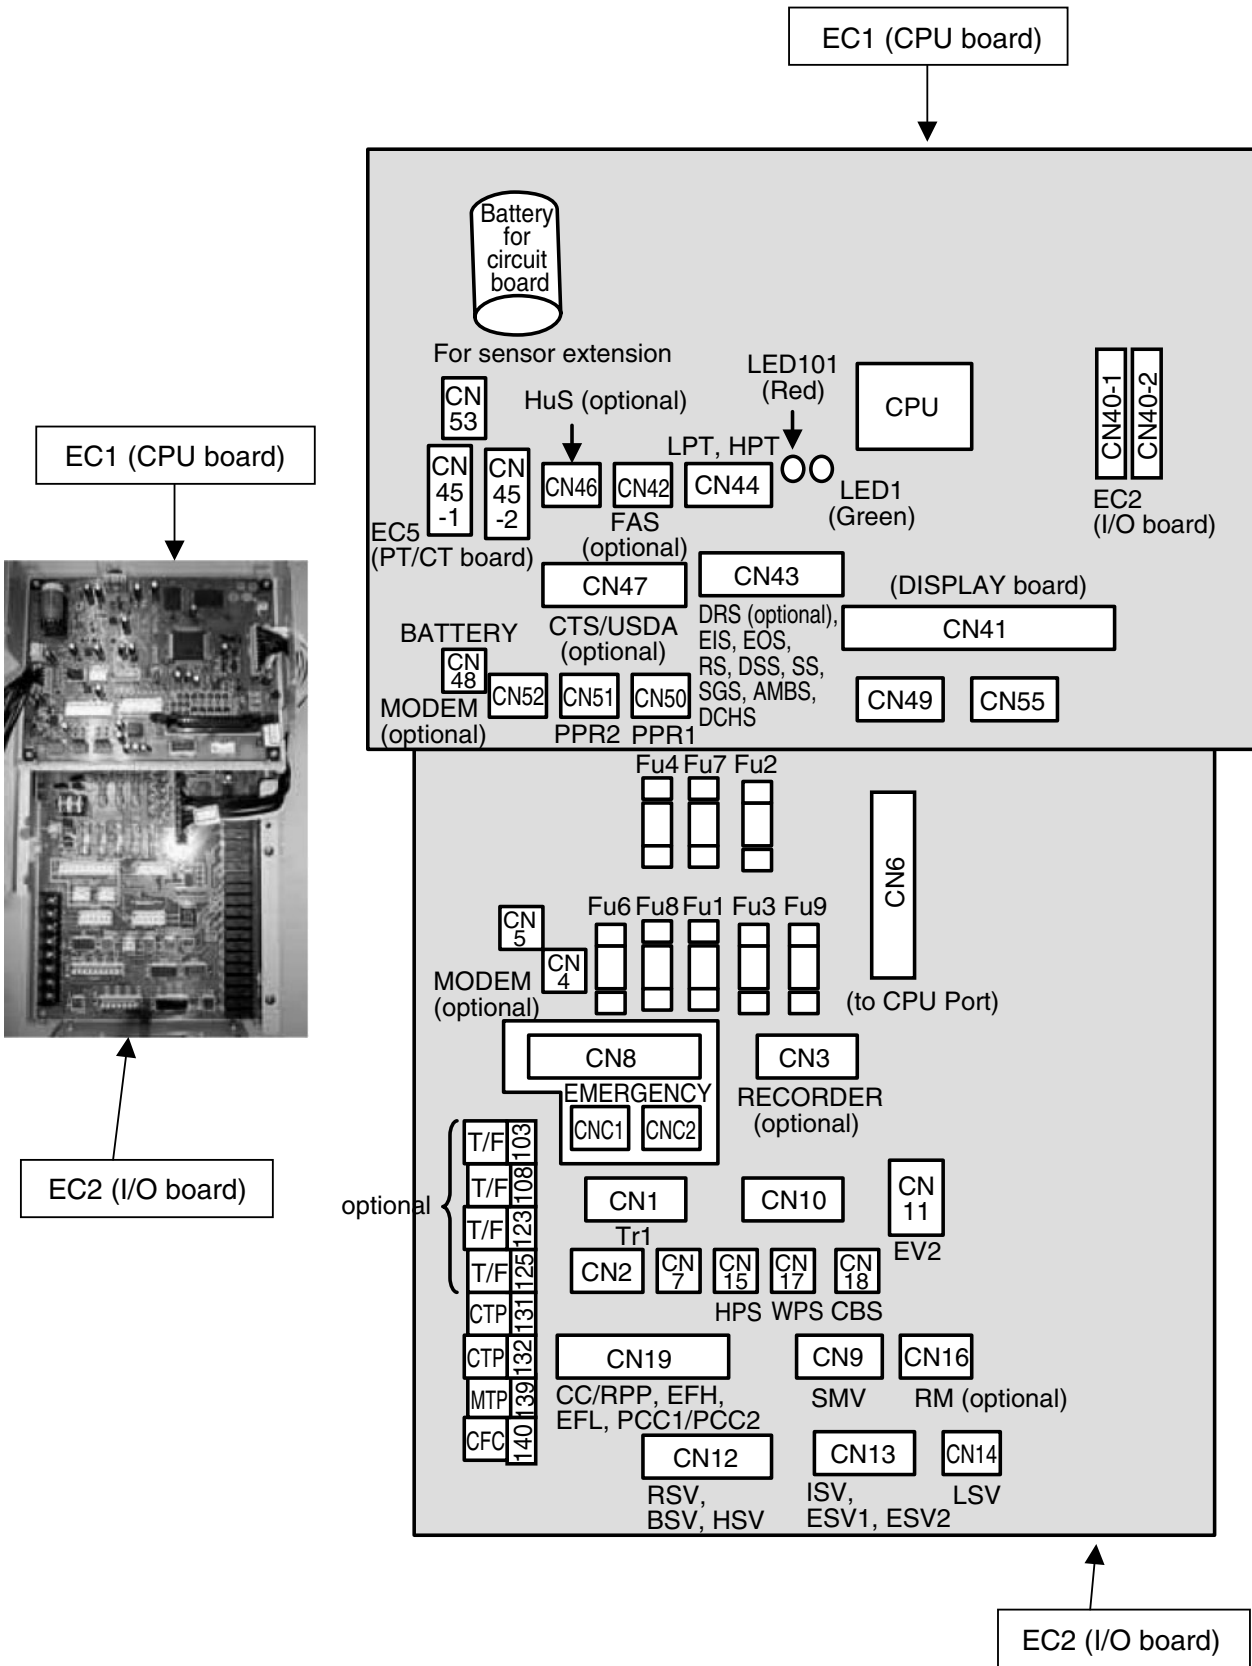 EC1 (CPU board)
Battery
for
circuit
board
For sensor extension
CN
53
HuS (optional)
LED101
(Red)
CPU
CN40-1
CN40-2
EC1 (CPU board)
CN
45
-1
CN
45
-2
CN46
CN42
LPT, HPT
CN44
LED1
(Green)
EC2
(I/O board)
EC5
(PT/CT board)
FAS
(optional)
CN47
CN43
(DISPLAY board)
CN41
BATTERY
CTS/USDA
(optional)
DRS (optional),
EIS, EOS,
RS, DSS, SS,
SGS, AMBS,
DCHS
CN
48
CN52
CN51
CN50
CN49
CN55
MODEM
(optional)
PPR2
PPR1
Fu4
Fu7
Fu2
CN6
CN
5
CN
4
Fu6
Fu8
Fu1
Fu3
Fu9
MODEM
(optional)
(to CPU Port)
CN8
CN3
EMERGENCY
RECORDER
(optional)
CNC1
CNC2
EC2 (I/O board)
optional
T/F
103
T/F
108
T/F
123
T/F
125
CTP
131
CTP
132
MTP
139
CFC
140
CN1
CN10
CN
11
Tr1
EV2
CN2
CN
7
CN
15
CN
17
CN
18
HPS
WPS
CBS
CN19
CN9
CN16
CC/RPP, EFH,
EFL, PCC1/PCC2
SMV
RM (optional)
CN12
CN13
CN14
RSV,
BSV, HSV
ISV,
ESV1, ESV2
LSV
EC2 (I/O board)